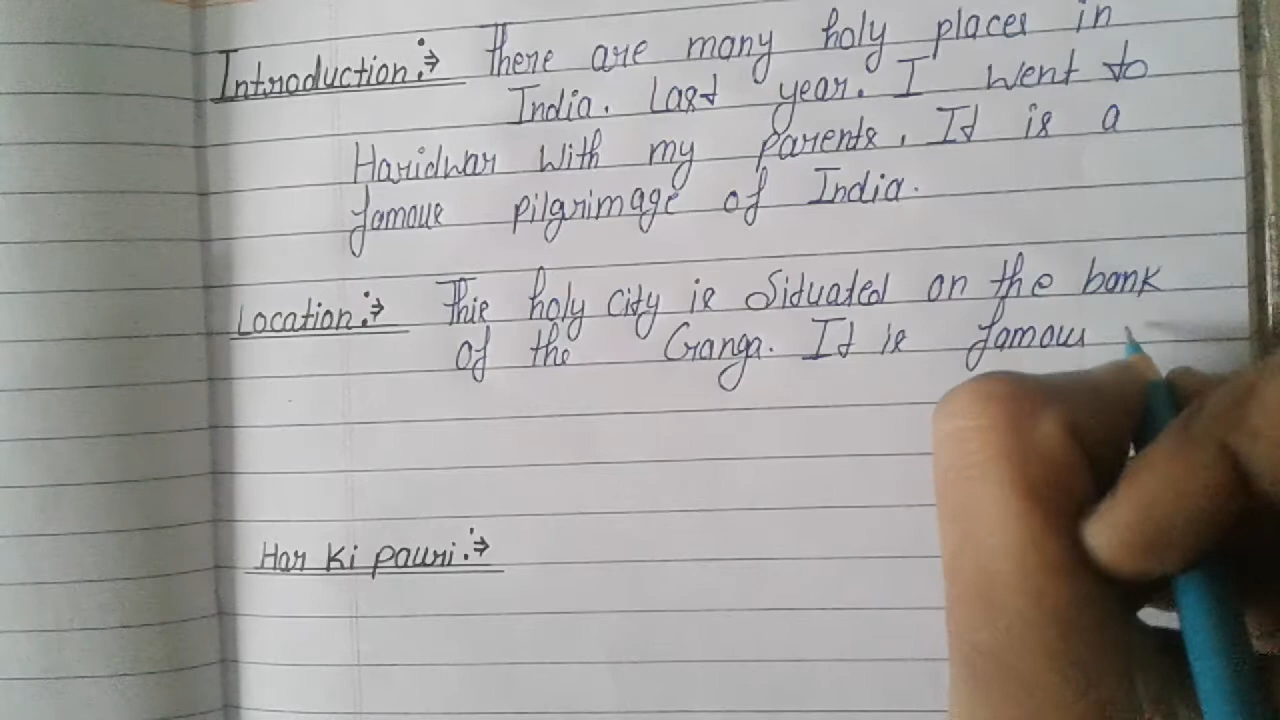 Introduction :→ There are many holy places in
India. Last year. I went to
Haridwar with my parents. It is a
famous pilgrimage of India.
Location :→ This holy city is Situated on the bank
of the Ganga. It is famous
Har Ki pauri :→